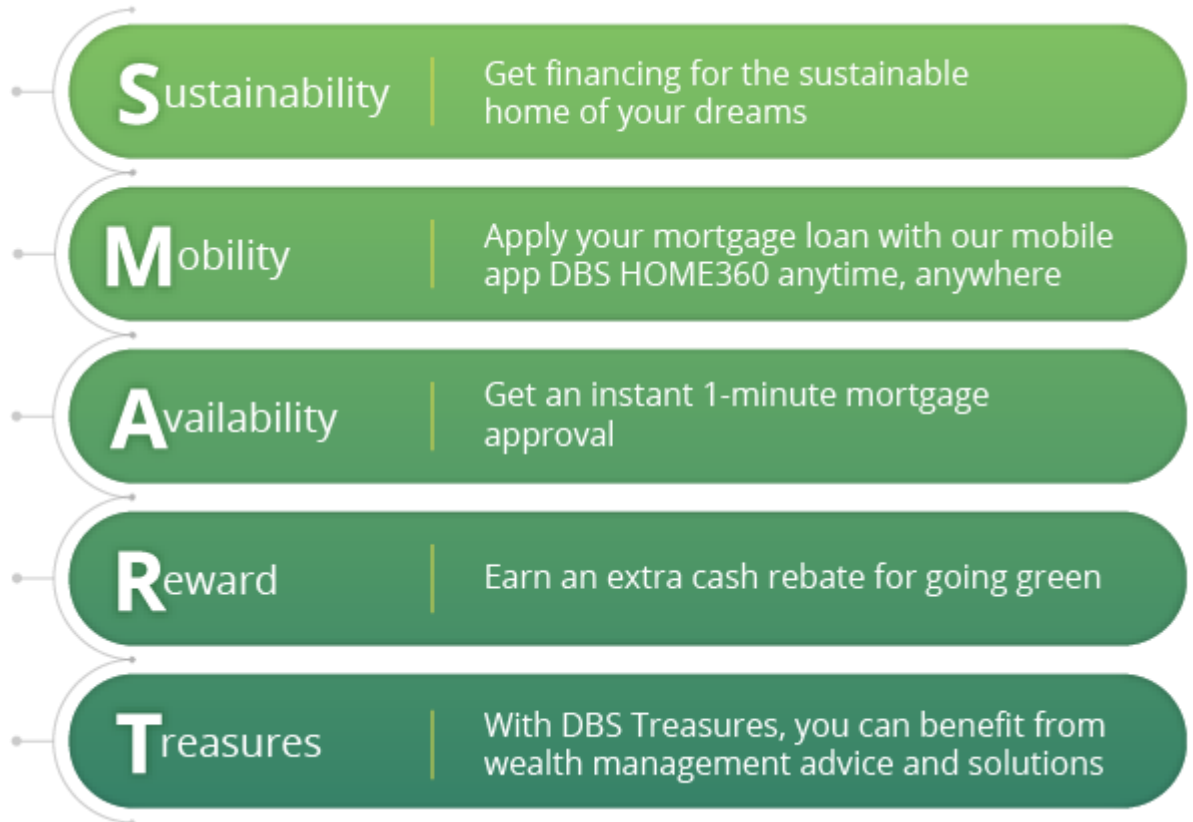 Sustainability
Get financing for the sustainable
home of your dreams
Mobility
Apply your mortgage loan with our mobile
app DBS HOME360 anytime, anywhere
Availability
Get an instant 1-minute mortgage
approval
Reward
Earn an extra cash rebate for going green
Treasures
With DBS Treasures, you can benefit from
wealth management advice and solutions